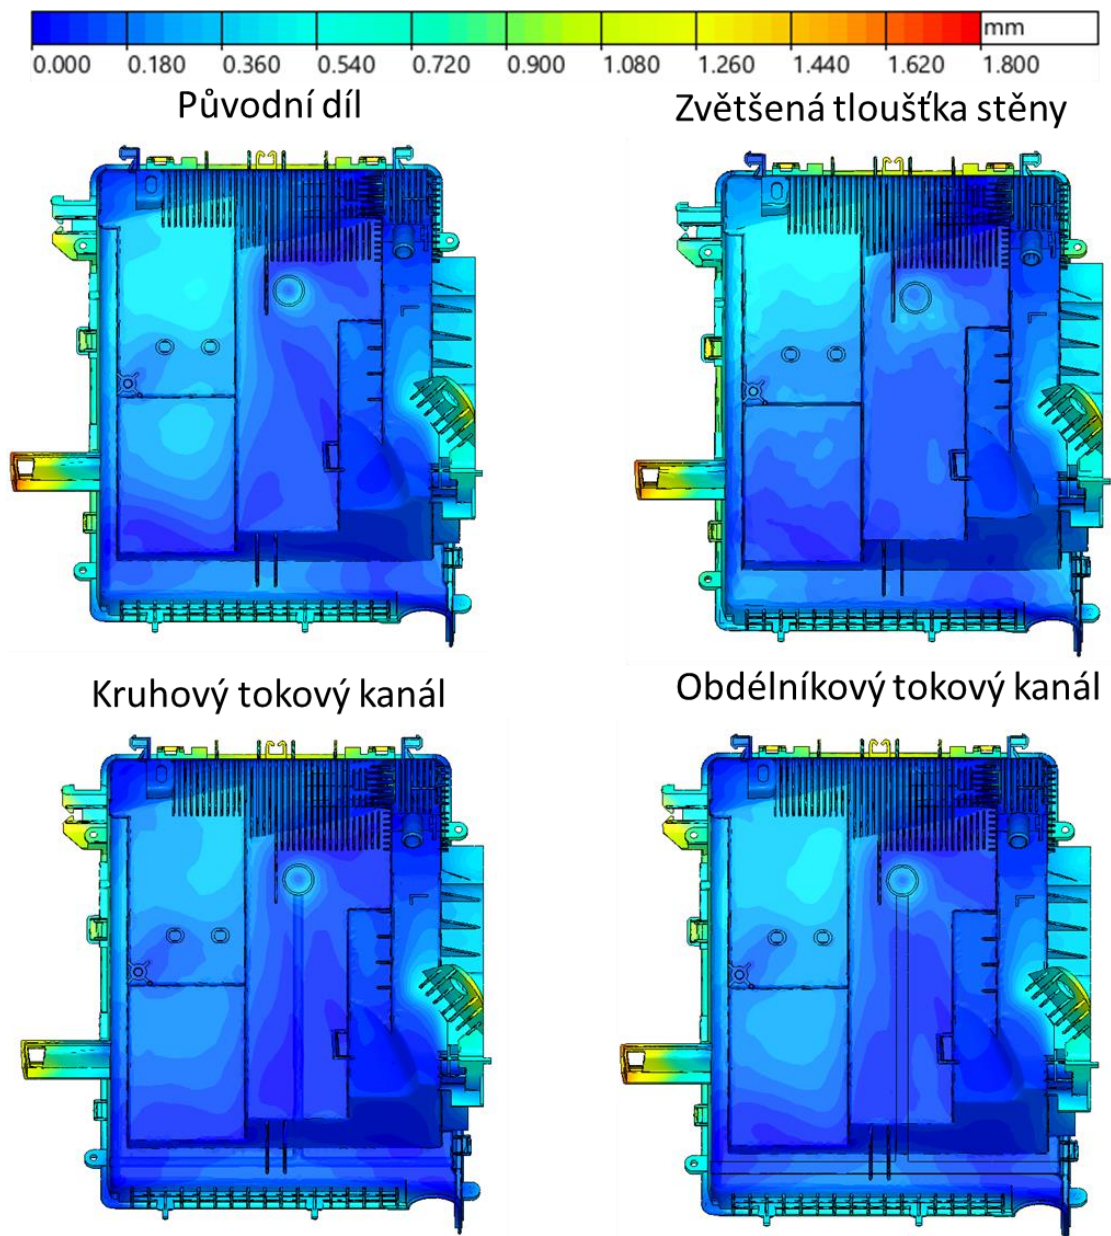 mm
0.000 0.180 0.360 0.540 0.720 0.900 1.080 1.260 1.440 1.620 1.800
Původní díl
Zvětšená tloušťka stěny
Kruhový tokový kanál
Obdélníkový tokový kanál